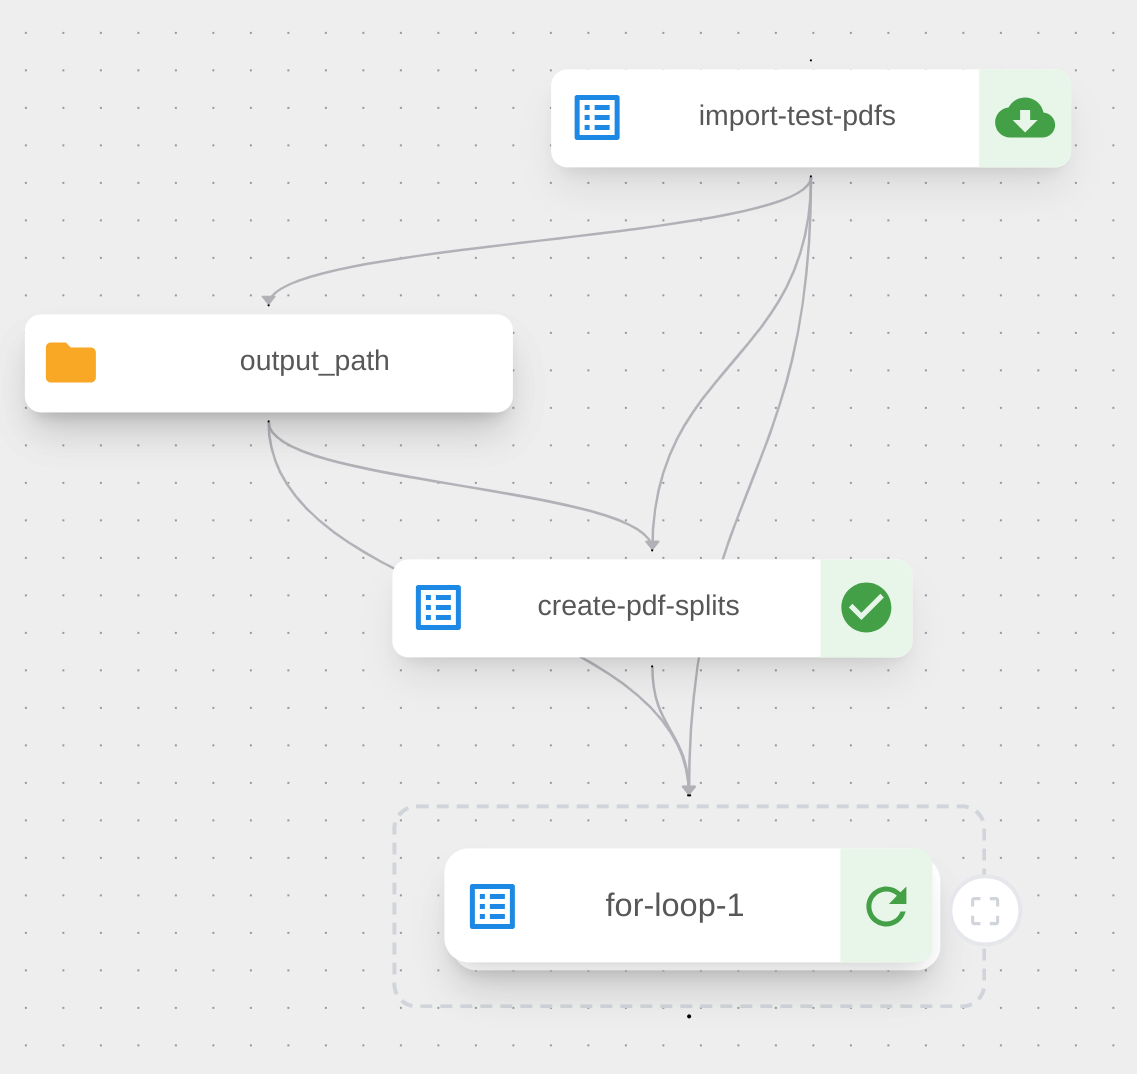 import-test-pdfs
output_path
create-pdf-splits
for-loop-1